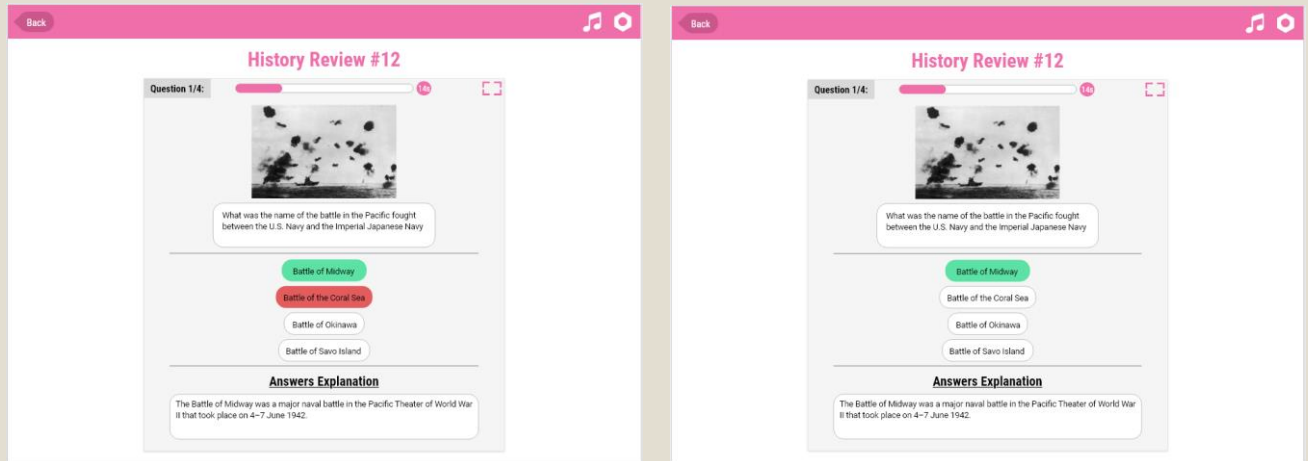 Back
History Review #12
Question 1/4:
14s
What was the name of the battle in the Pacific fought
between the U.S. Navy and the Imperial Japanese Navy
Battle of Midway
Battle of the Coral Sea
Battle of Okinawa
Battle of Savo Island
Answers Explanation
The Battle of Midway was a major naval battle in the Pacific Theater of World War
II that took place on 4–7 June 1942.
Back
History Review #12
Question 1/4:
14s
What was the name of the battle in the Pacific fought
between the U.S. Navy and the Imperial Japanese Navy
Battle of Midway
Battle of the Coral Sea
Battle of Okinawa
Battle of Savo Island
Answers Explanation
The Battle of Midway was a major naval battle in the Pacific Theater of World War
II that took place on 4–7 June 1942.